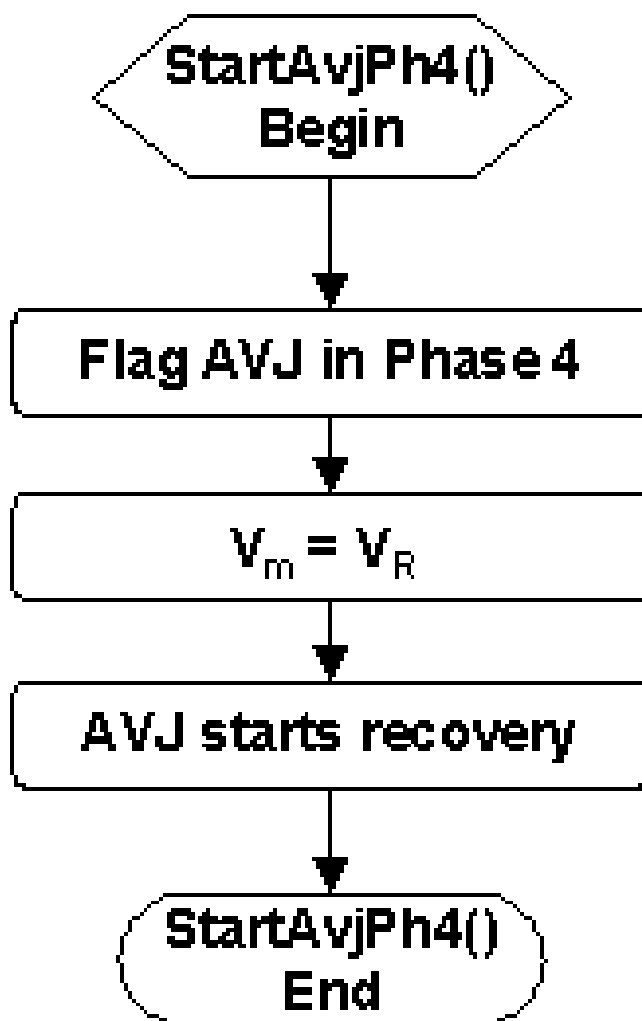 StartAvjPh4()
Begin
Flag AVJ in Phase 4
Vm = VR
AVJ starts recovery
StartAvjPh4()
End